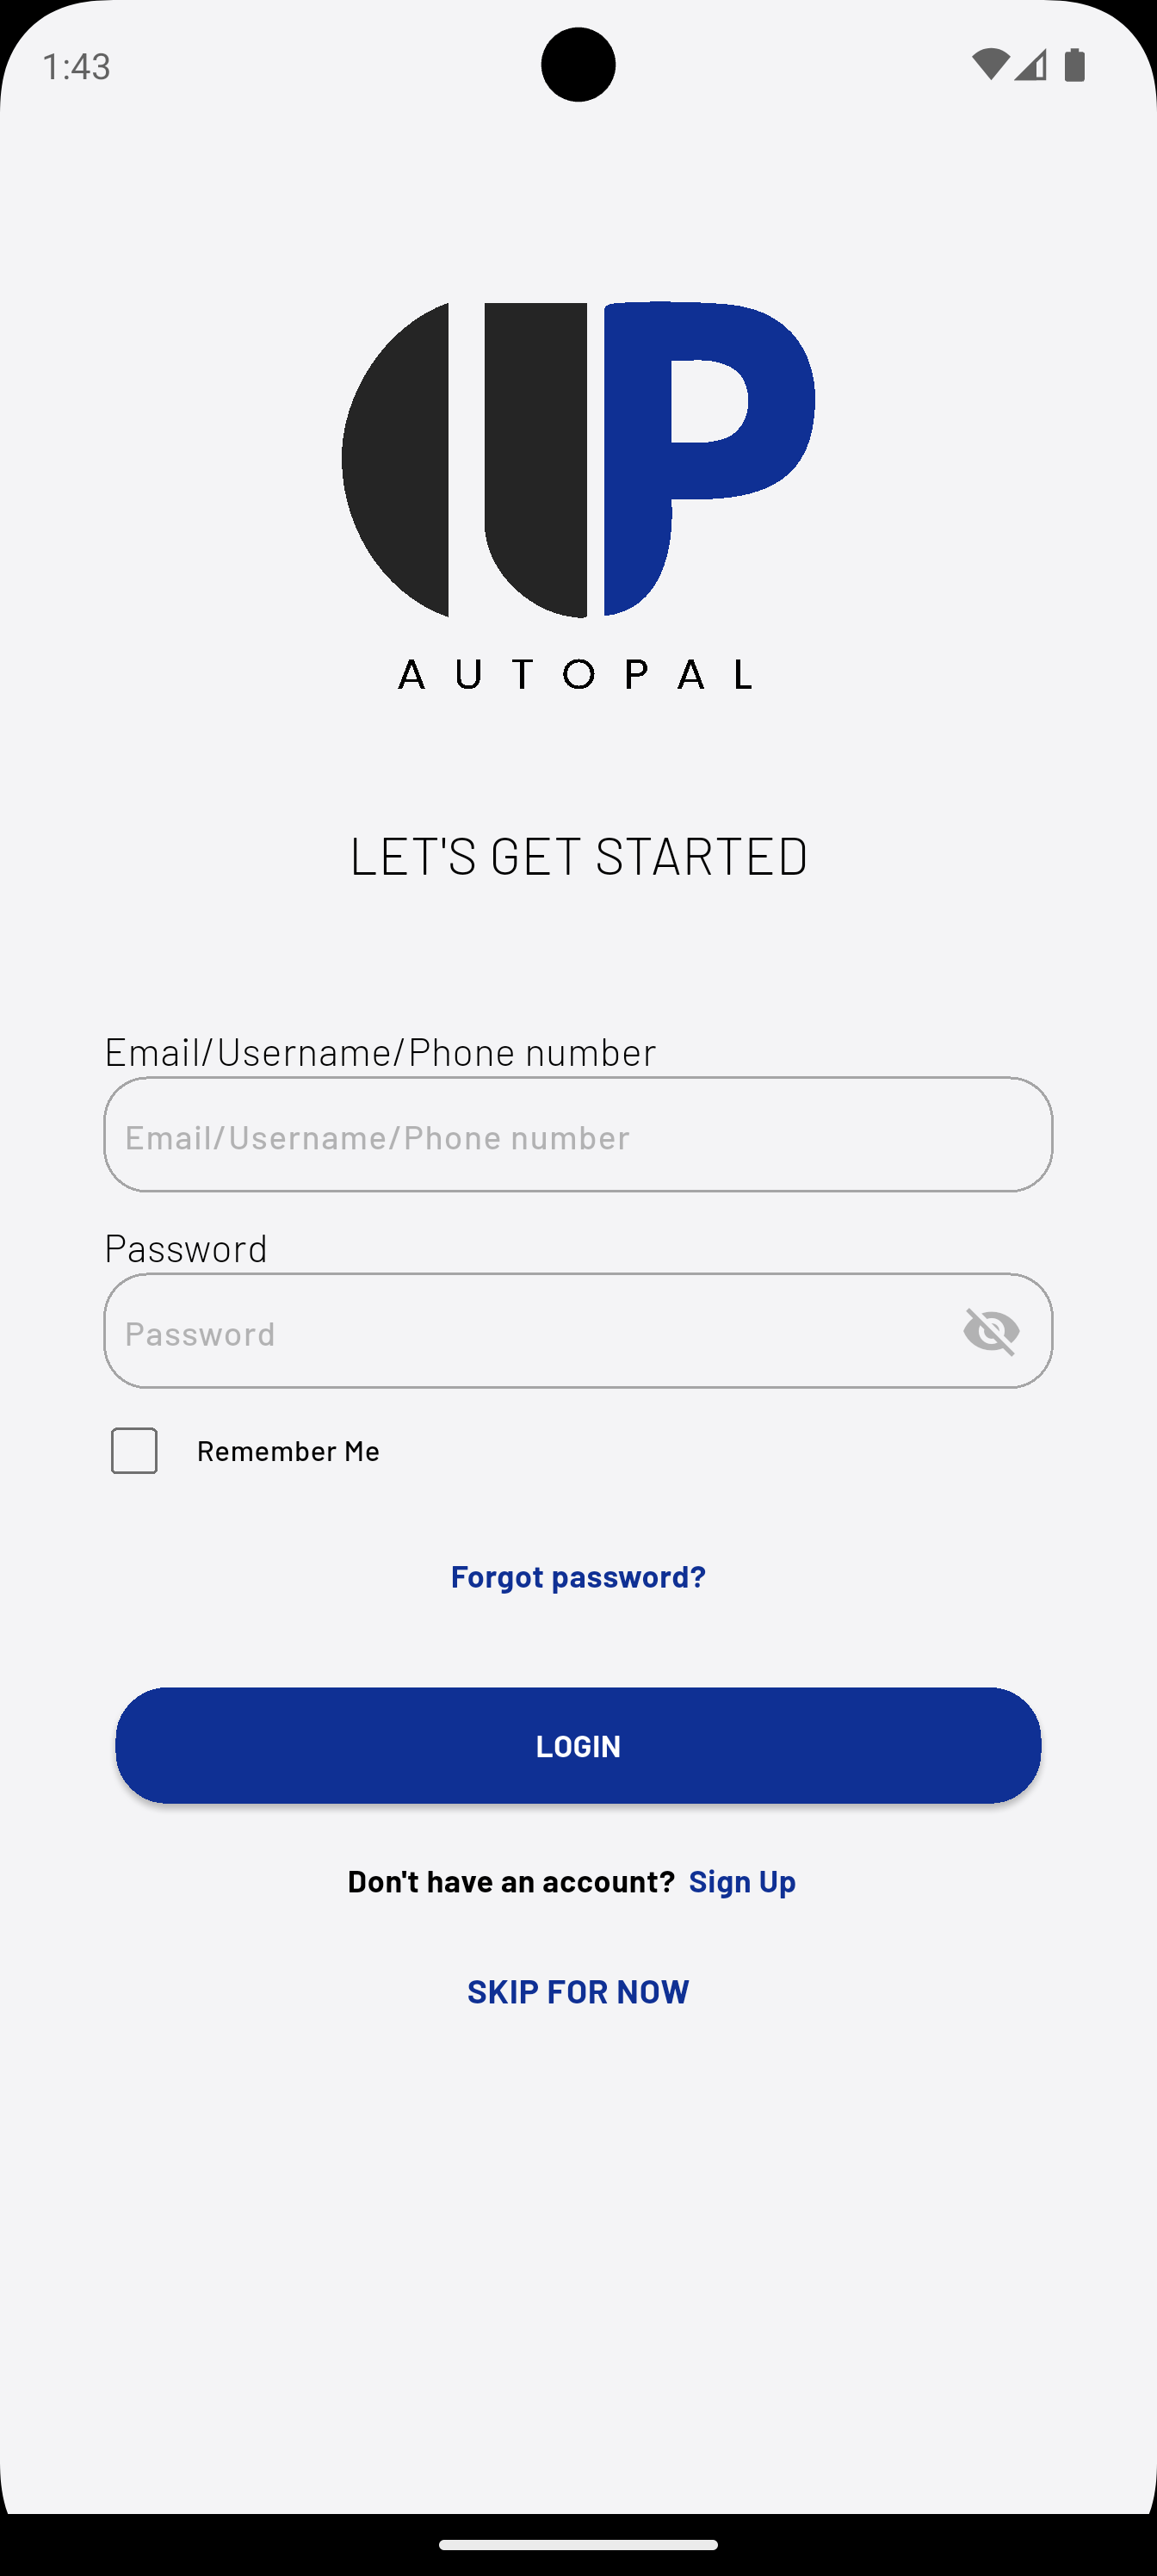 1:43
AUTOPAL
LET'S GET STARTED
Email/Username/Phone number
Email/Username/Phone number
Password
Password
Remember Me
Forgot password?
LOGIN
Don't have an account? Sign Up
SKIP FOR NOW